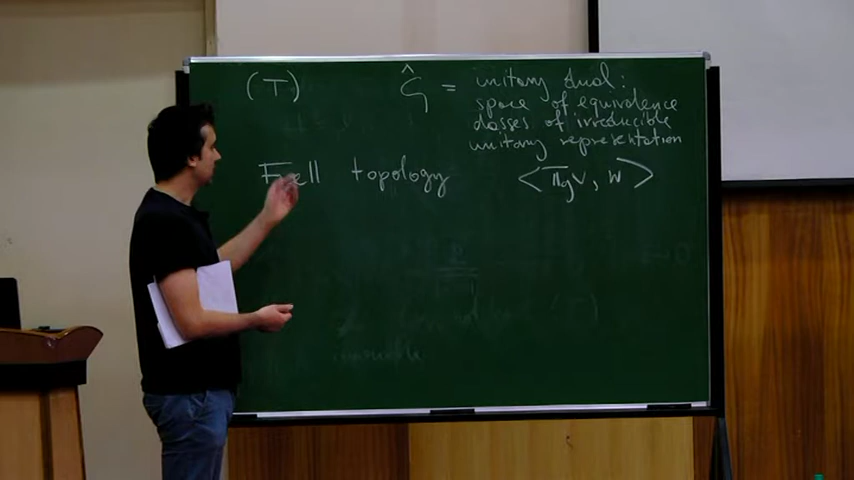 (T) Ĝ = unitary dual:
space of equivalence
classes of irreducible
unitary representation
Fell topology <π_g v, w>